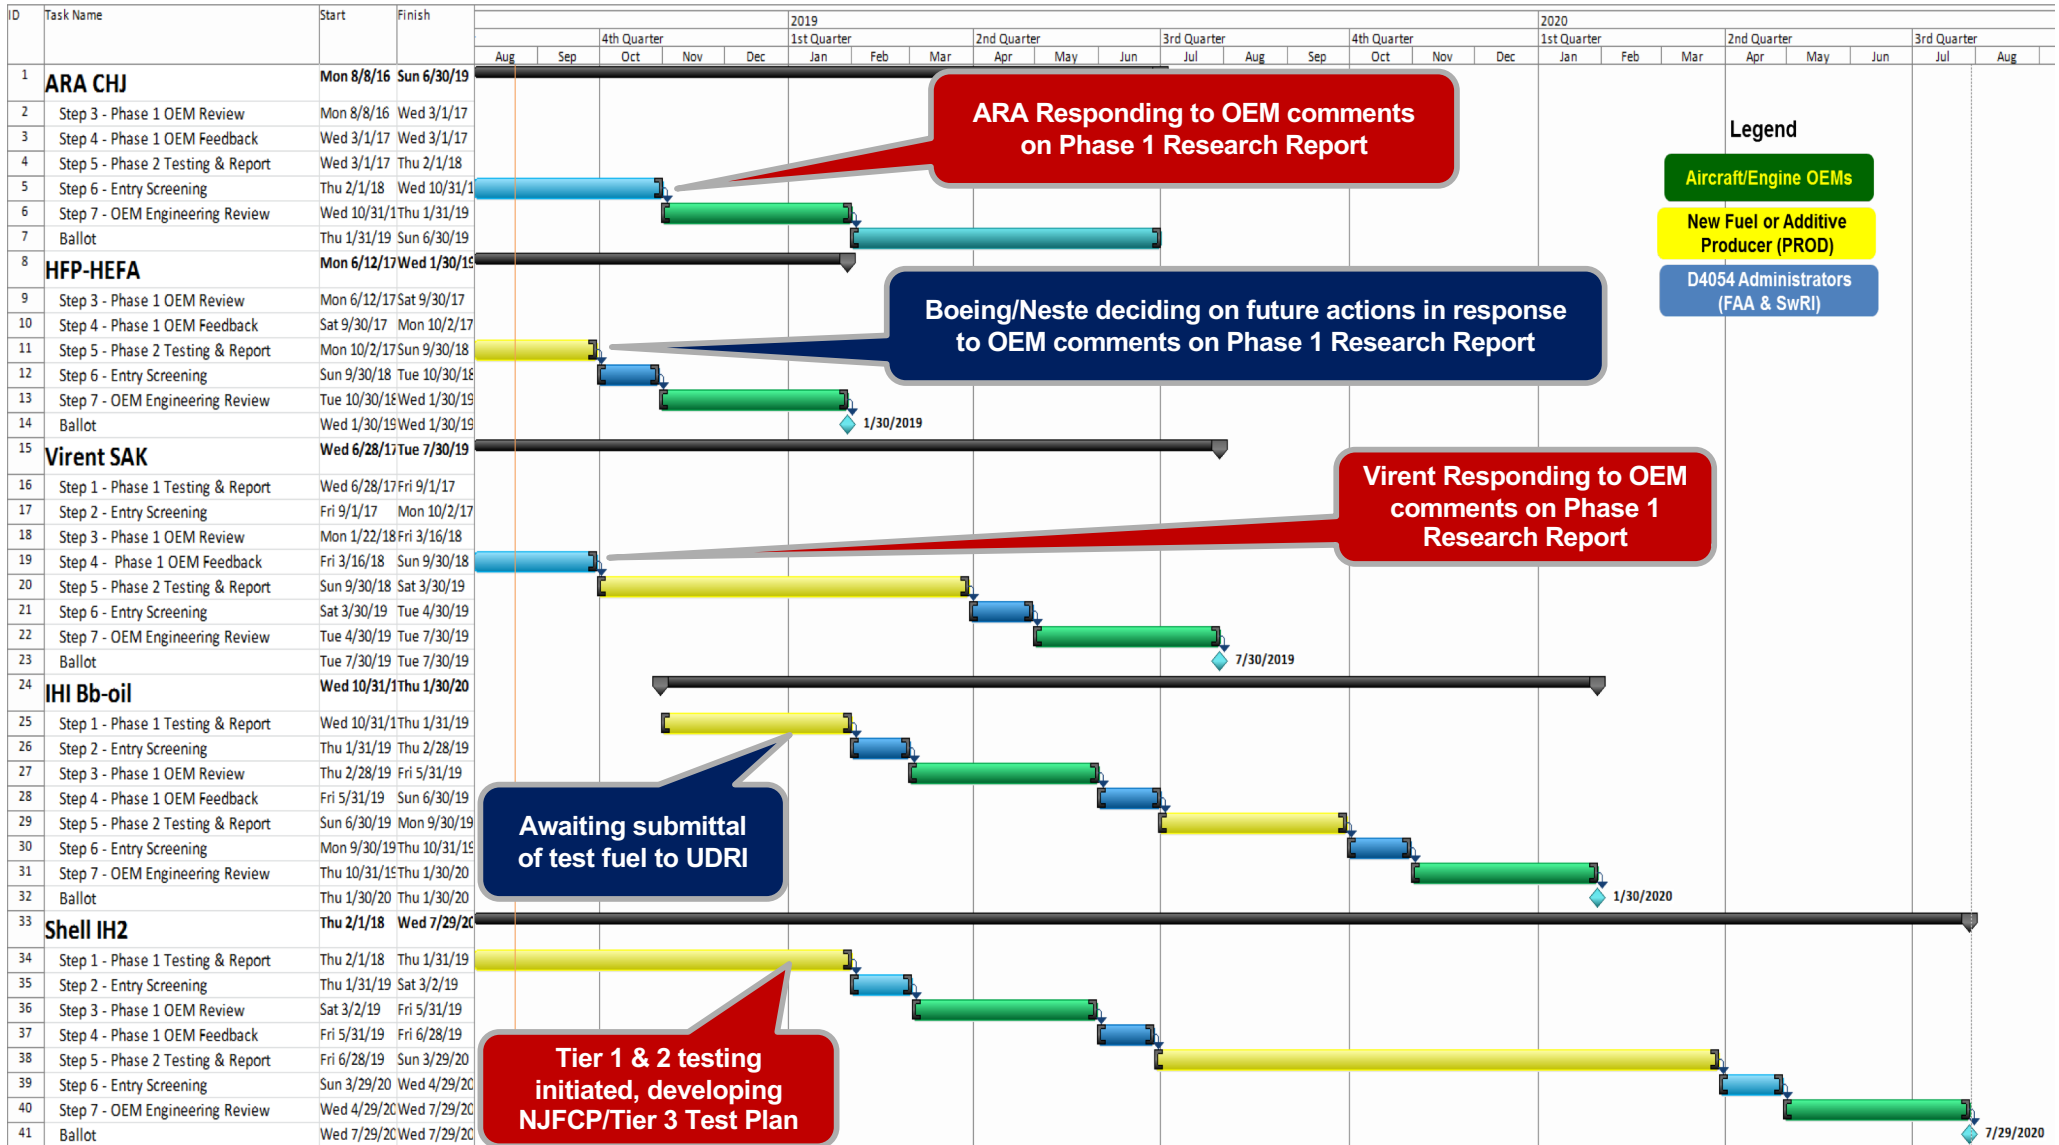 ID Task Name Start Finish
2019 2020
4th Quarter 1st Quarter 2nd Quarter 3rd Quarter 4th Quarter 1st Quarter 2nd Quarter 3rd Quarter
Aug Sep Oct Nov Dec Jan Feb Mar Apr May Jun Jul Aug Sep Oct Nov Dec Jan Feb Mar Apr May Jun Jul Aug
1 ARA CHJ Mon 8/8/16 Sun 6/30/19
2 Step 3 - Phase 1 OEM Review Mon 8/8/16 Wed 3/1/17
3 Step 4 - Phase 1 OEM Feedback Wed 3/1/17 Wed 3/1/17
4 Step 5 - Phase 2 Testing & Report Wed 3/1/17 Thu 2/1/18
5 Step 6 - Entry Screening Thu 2/1/18 Wed 10/31/1
6 Step 7 - OEM Engineering Review Wed 10/31/1 Thu 1/31/19
7 Ballot Thu 1/31/19 Sun 6/30/19
8 HFP-HEFA Mon 6/12/17 Wed 1/30/19
9 Step 3 - Phase 1 OEM Review Mon 6/12/17 Sat 9/30/17
10 Step 4 - Phase 1 OEM Feedback Sat 9/30/17 Mon 10/2/17
11 Step 5 - Phase 2 Testing & Report Mon 10/2/17 Sun 9/30/18
12 Step 6 - Entry Screening Sun 9/30/18 Tue 10/30/18
13 Step 7 - OEM Engineering Review Tue 10/30/18 Wed 1/30/19
14 Ballot Wed 1/30/19 Wed 1/30/19
1/30/2019
15 Virent SAK Wed 6/28/17 Tue 7/30/19
16 Step 1 - Phase 1 Testing & Report Wed 6/28/17 Fri 9/1/17
17 Step 2 - Entry Screening Fri 9/1/17 Mon 10/2/17
18 Step 3 - Phase 1 OEM Review Mon 1/22/18 Fri 3/16/18
19 Step 4 - Phase 1 OEM Feedback Fri 3/16/18 Sun 9/30/18
20 Step 5 - Phase 2 Testing & Report Sun 9/30/18 Sat 3/30/19
21 Step 6 - Entry Screening Sat 3/30/19 Tue 4/30/19
22 Step 7 - OEM Engineering Review Tue 4/30/19 Tue 7/30/19
23 Ballot Tue 7/30/19 Tue 7/30/19
7/30/2019
24 IHI Bb-oil Wed 10/31/1 Thu 1/30/20
25 Step 1 - Phase 1 Testing & Report Wed 10/31/1 Thu 1/31/19
26 Step 2 - Entry Screening Thu 1/31/19 Thu 2/28/19
27 Step 3 - Phase 1 OEM Review Thu 2/28/19 Fri 5/31/19
28 Step 4 - Phase 1 OEM Feedback Fri 5/31/19 Sun 6/30/19
29 Step 5 - Phase 2 Testing & Report Sun 6/30/19 Mon 9/30/19
30 Step 6 - Entry Screening Mon 9/30/19 Thu 10/31/19
31 Step 7 - OEM Engineering Review Thu 10/31/19 Thu 1/30/20
32 Ballot Thu 1/30/20 Thu 1/30/20
1/30/2020
33 Shell IH2 Thu 2/1/18 Wed 7/29/20
34 Step 1 - Phase 1 Testing & Report Thu 2/1/18 Thu 1/31/19
35 Step 2 - Entry Screening Thu 1/31/19 Sat 3/2/19
36 Step 3 - Phase 1 OEM Review Sat 3/2/19 Fri 5/31/19
37 Step 4 - Phase 1 OEM Feedback Fri 5/31/19 Fri 6/28/19
38 Step 5 - Phase 2 Testing & Report Fri 6/28/19 Sun 3/29/20
39 Step 6 - Entry Screening Sun 3/29/20 Wed 4/29/20
40 Step 7 - OEM Engineering Review Wed 4/29/20 Wed 7/29/20
41 Ballot Wed 7/29/20 Wed 7/29/20
7/29/2020
ARA Responding to OEM comments
on Phase 1 Research Report
Legend
Aircraft/Engine OEMs
New Fuel or Additive
Producer (PROD)
D4054 Administrators
(FAA & SwRI)
Boeing/Neste deciding on future actions in response
to OEM comments on Phase 1 Research Report
Virent Responding to OEM
comments on Phase 1
Research Report
Awaiting submittal
of test fuel to UDRI
Tier 1 & 2 testing
initiated, developing
NJFCP/Tier 3 Test Plan